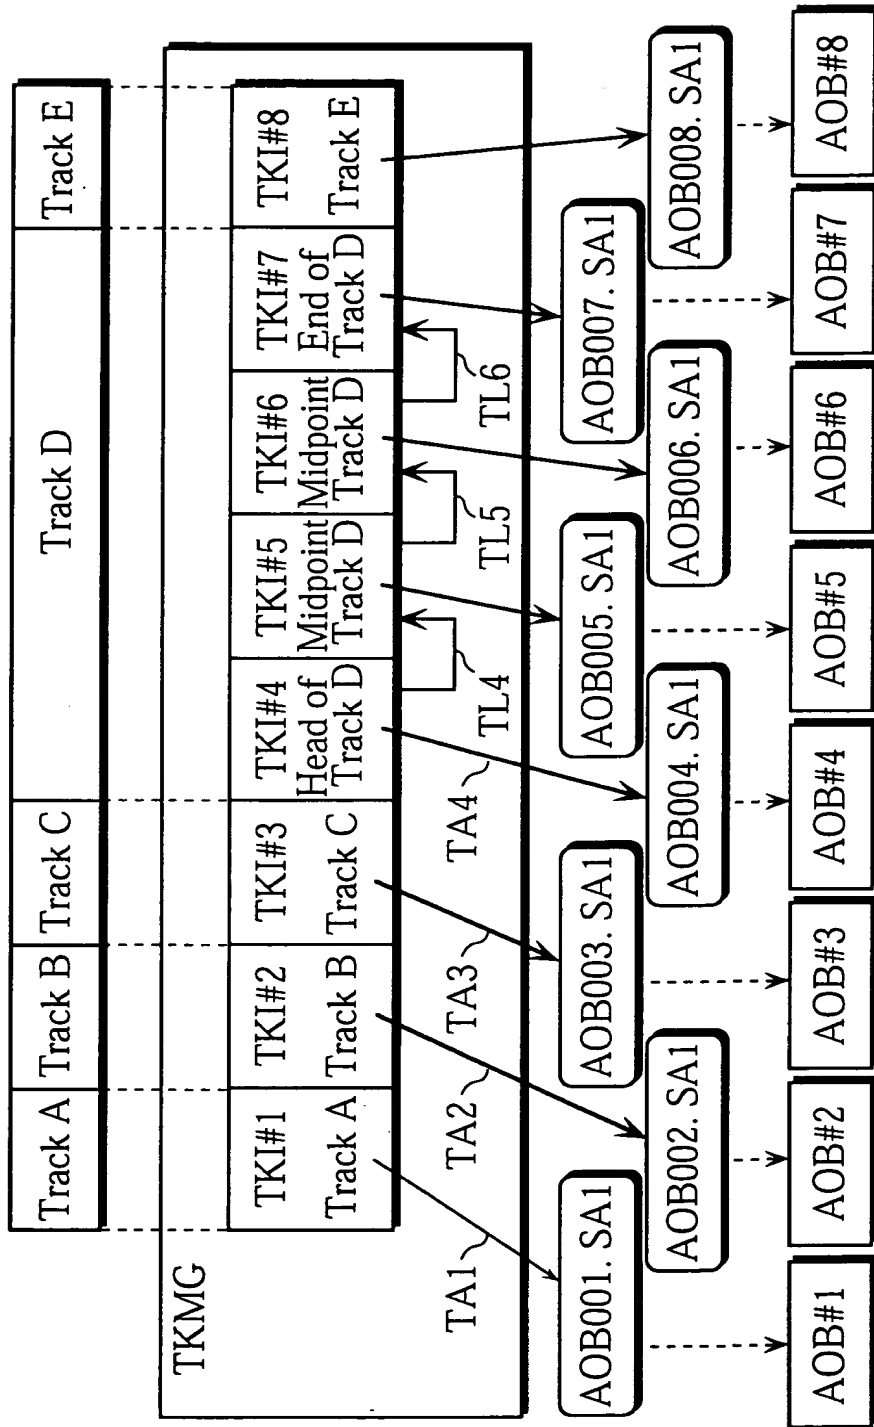 Track A
Track B
Track C
Track D
Track E
TKMG
TKI#1
Track A
TKI#2
Track B
TKI#3
Track C
TKI#4
Head of
Track D
TKI#5
Midpoint
Track D
TKI#6
Midpoint
Track D
TKI#7
End of
Track D
TKI#8
Track E
TL4
TL5
TL6
TA1
TA2
TA3
TA4
AOB001. SA1
AOB002. SA1
AOB003. SA1
AOB004. SA1
AOB005. SA1
AOB006. SA1
AOB007. SA1
AOB008. SA1
AOB#1
AOB#2
AOB#3
AOB#4
AOB#5
AOB#6
AOB#7
AOB#8